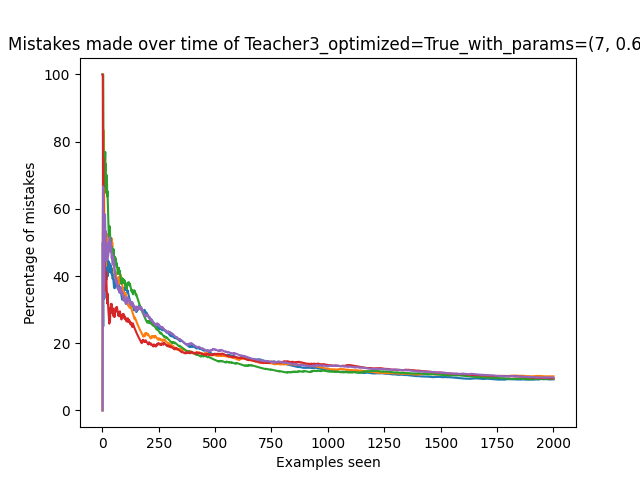 Mistakes made over time of Teacher3_optimized=True_with_params=(7, 0.6
Percentage of mistakes
100
80
60
40
20
0
0 250 500 750 1000 1250 1500 1750 2000
Examples seen